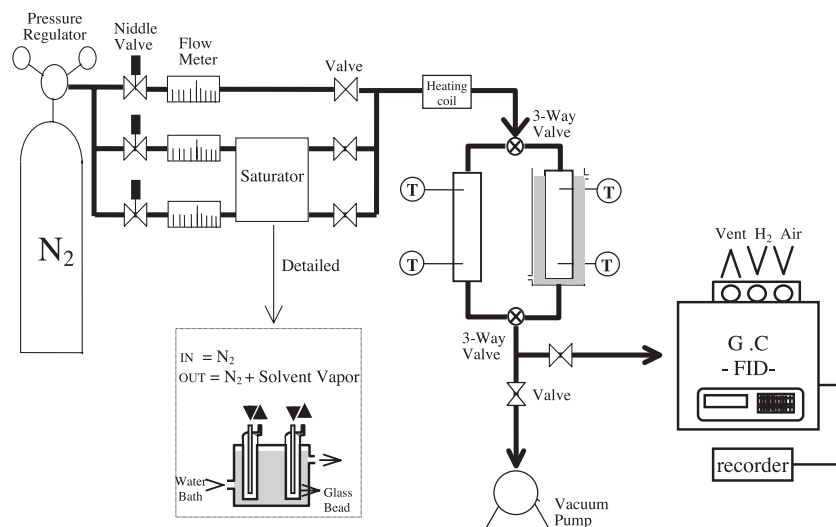 Pressure
Regulator
Niddle
Valve
Flow
Meter
Valve
Heating
coil
3-Way
Valve
Saturator
T
T
T
T
N2
Detailed
Vent H2 Air
IN = N2
OUT = N2 + Solvent Vapor
3-Way
Valve
G .C
- FID-
Valve
Water
Bath
Glass
Bead
recorder
Vacuum
Pump